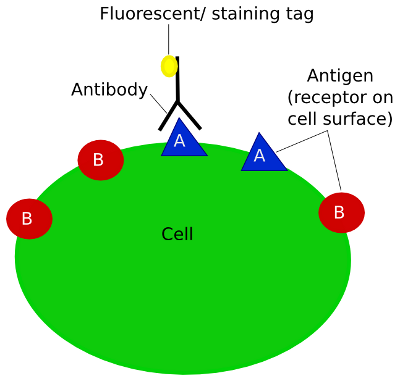 Fluorescent/ staining tag
Antibody
Antigen
(receptor on
cell surface)
A
A
B
B
B
Cell